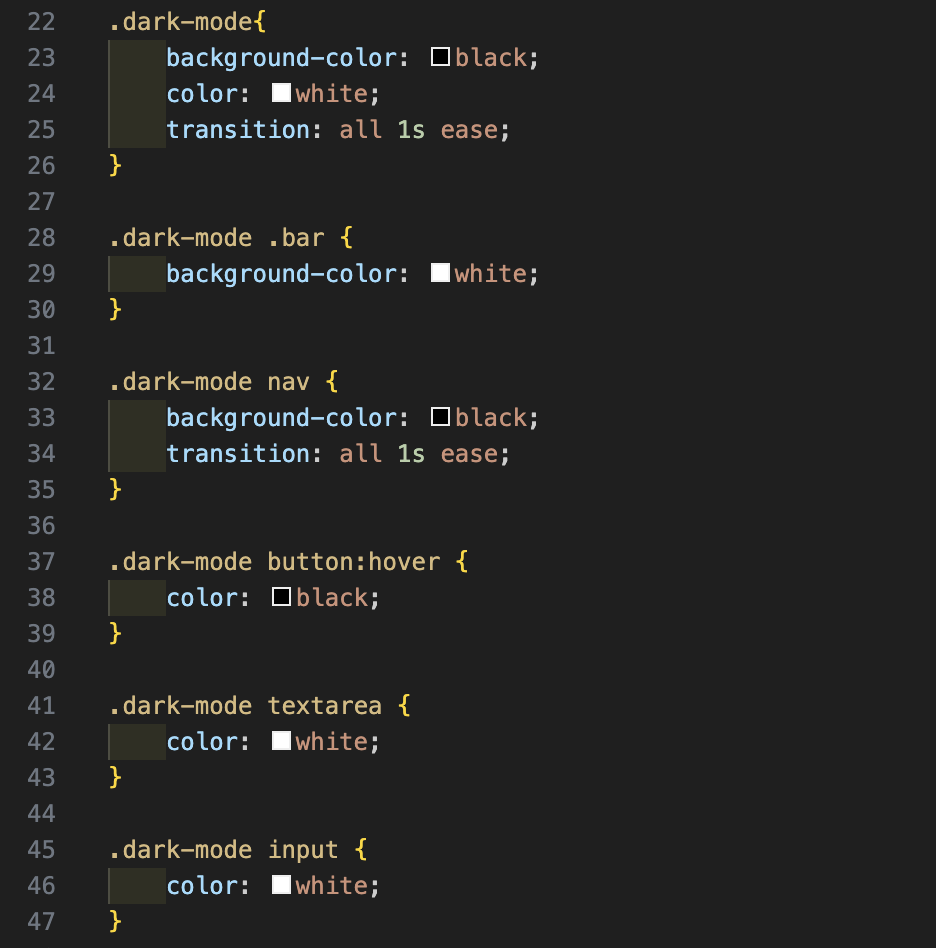 22 .dark-mode{
23     background-color: black;
24     color: white;
25     transition: all 1s ease;
26 }
27
28 .dark-mode .bar {
29     background-color: white;
30 }
31
32 .dark-mode nav {
33     background-color: black;
34     transition: all 1s ease;
35 }
36
37 .dark-mode button:hover {
38     color: black;
39 }
40
41 .dark-mode textarea {
42     color: white;
43 }
44
45 .dark-mode input {
46     color: white;
47 }